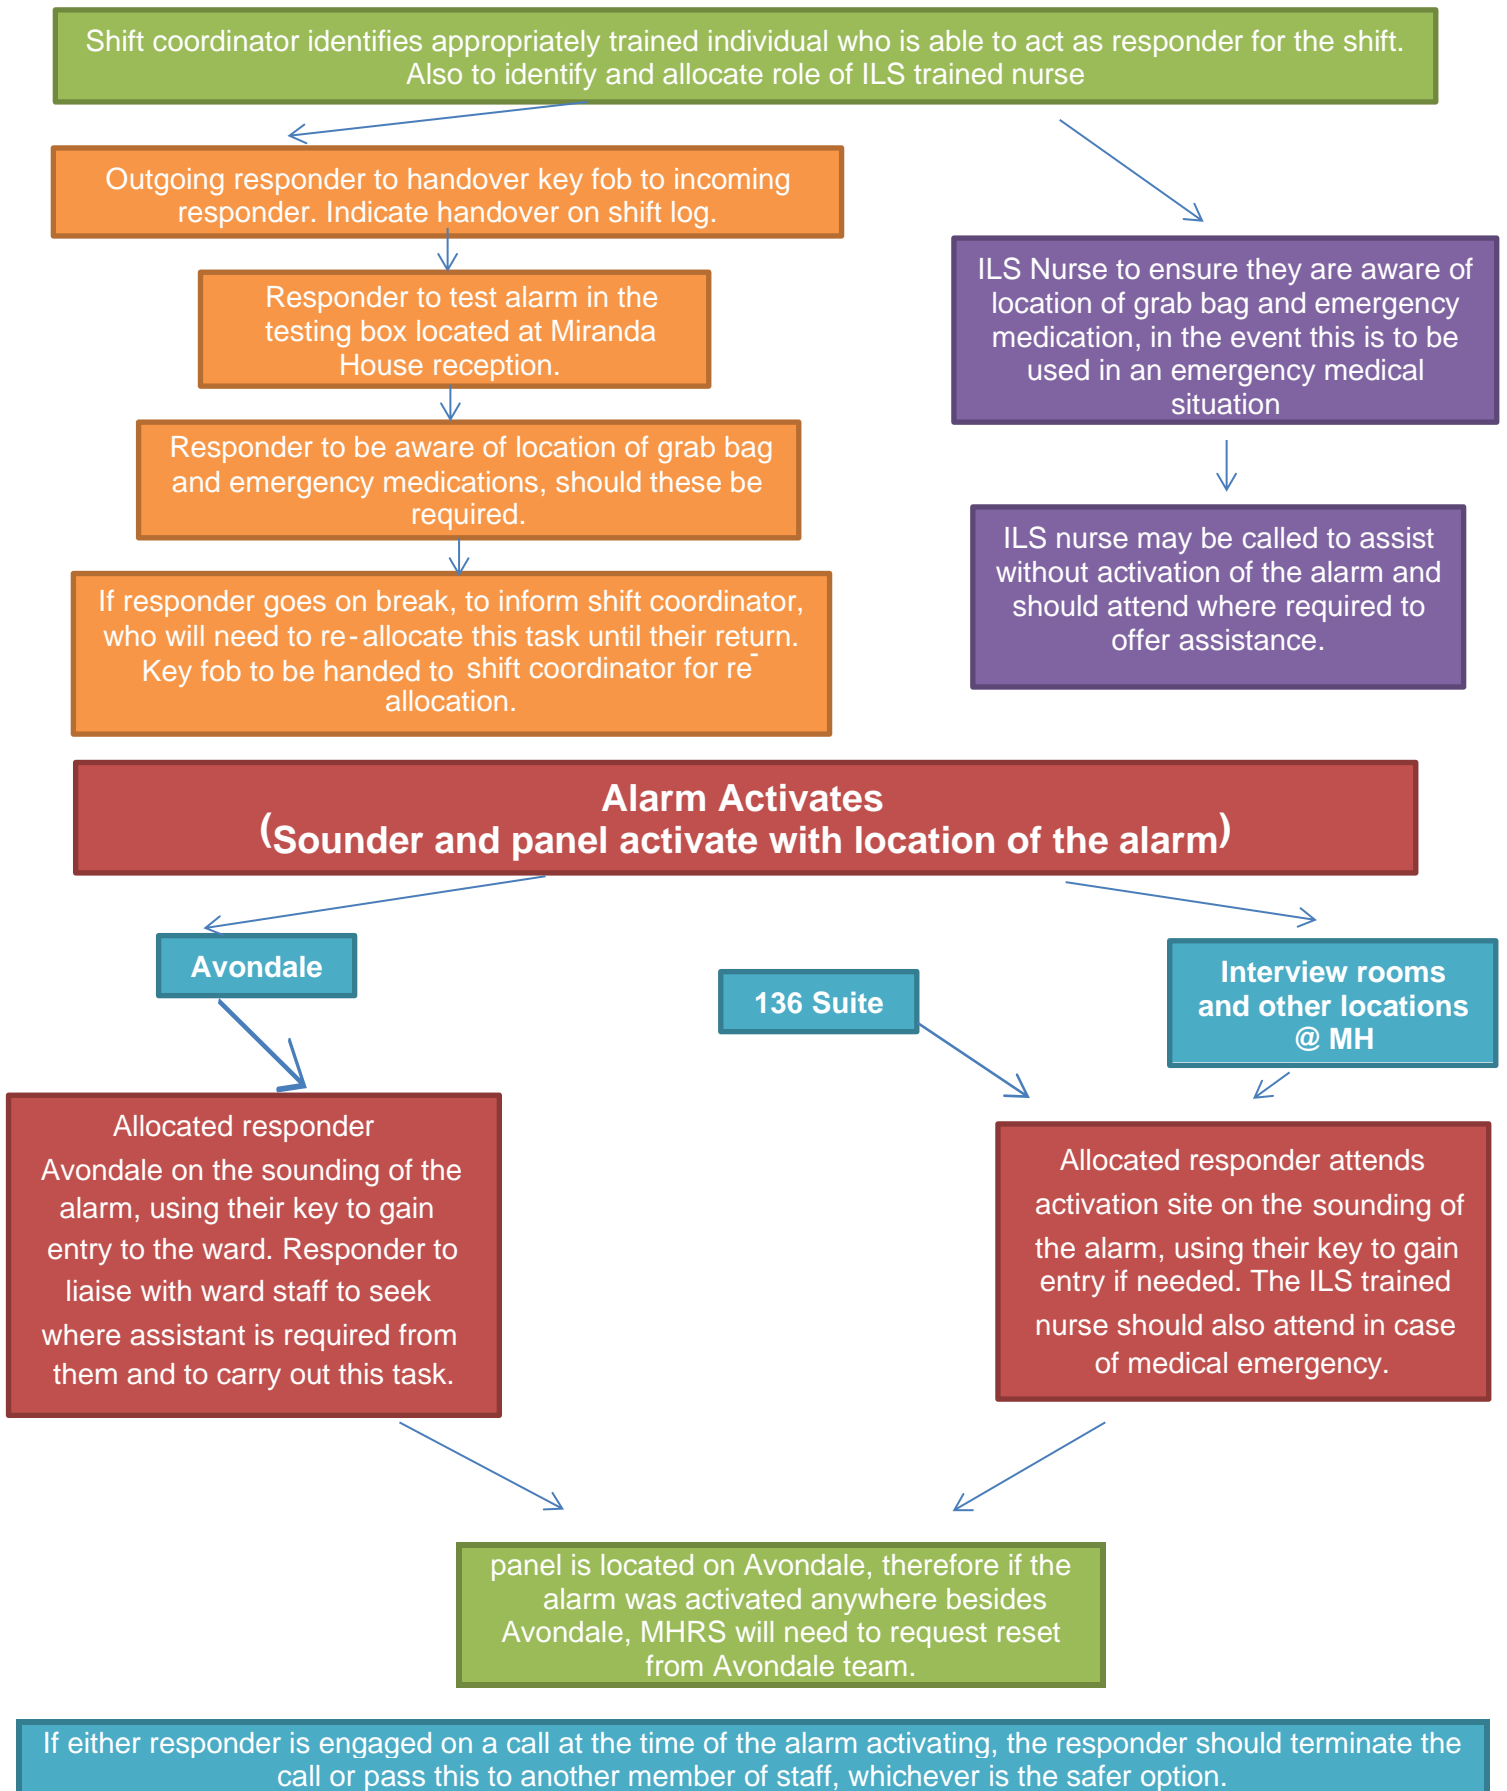 Shift coordinator identifies appropriately trained individual who is able to act as responder for the shift.
Also to identify and allocate role of ILS trained nurse
Outgoing responder to handover key fob to incoming
responder. Indicate handover on shift log.
Responder to test alarm in the
testing box located at Miranda
House reception.
Responder to be aware of location of grab bag
and emergency medications, should these be
required.
If responder goes on break, to inform shift coordinator,
who will need to re-allocate this task until their return.
Key fob to be handed to shift coordinator for re-
allocation.
ILS Nurse to ensure they are aware of
location of grab bag and emergency
medication, in the event this is to be
used in an emergency medical
situation
ILS nurse may be called to assist
without activation of the alarm and
should attend where required to
offer assistance.
Alarm Activates
(Sounder and panel activate with location of the alarm)
Avondale
136 Suite
Interview rooms
and other locations
@ MH
Allocated responder
Avondale on the sounding of the
alarm, using their key to gain
entry to the ward. Responder to
liaise with ward staff to seek
where assistant is required from
them and to carry out this task.
Allocated responder attends
activation site on the sounding of
the alarm, using their key to gain
entry if needed. The ILS trained
nurse should also attend in case
of medical emergency.
panel is located on Avondale, therefore if the
alarm was activated anywhere besides
Avondale, MHRS will need to request reset
from Avondale team.
If either responder is engaged on a call at the time of the alarm activating, the responder should terminate the
call or pass this to another member of staff, whichever is the safer option.